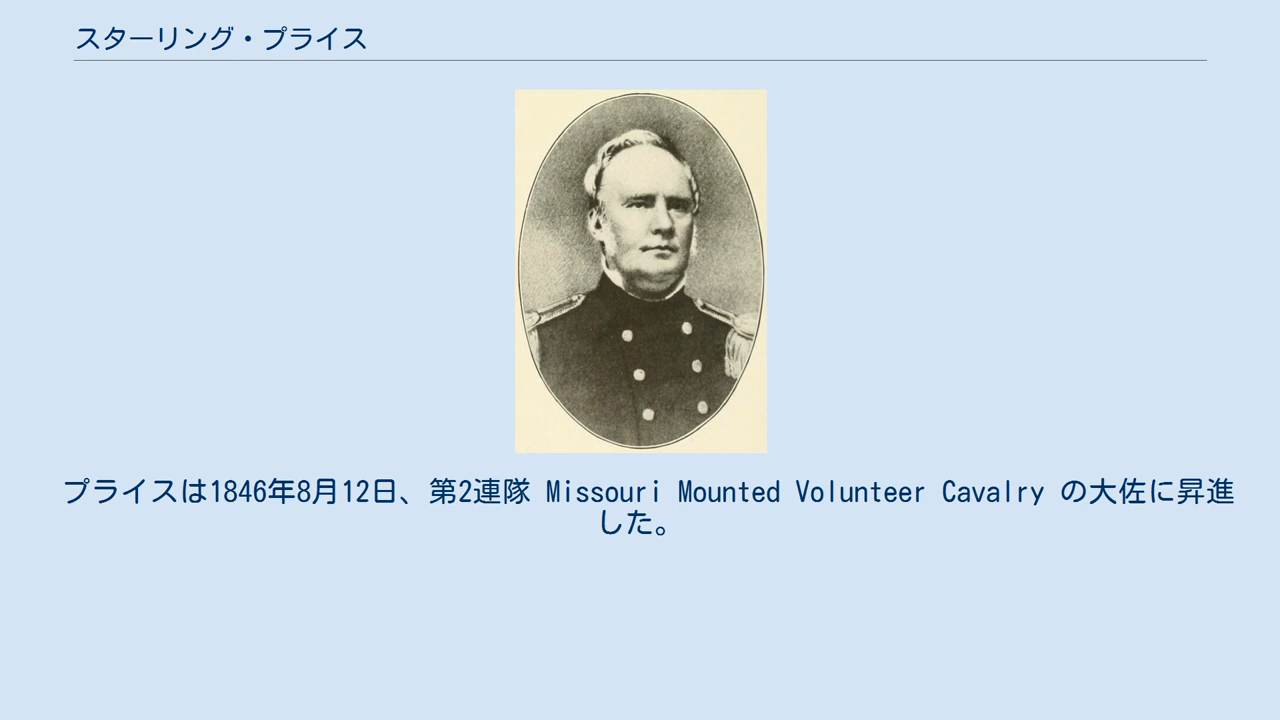 スターリング・プライス
プライスは1846年8月12日、第2連隊 Missouri Mounted Volunteer Cavalry の大佐に昇進
した。